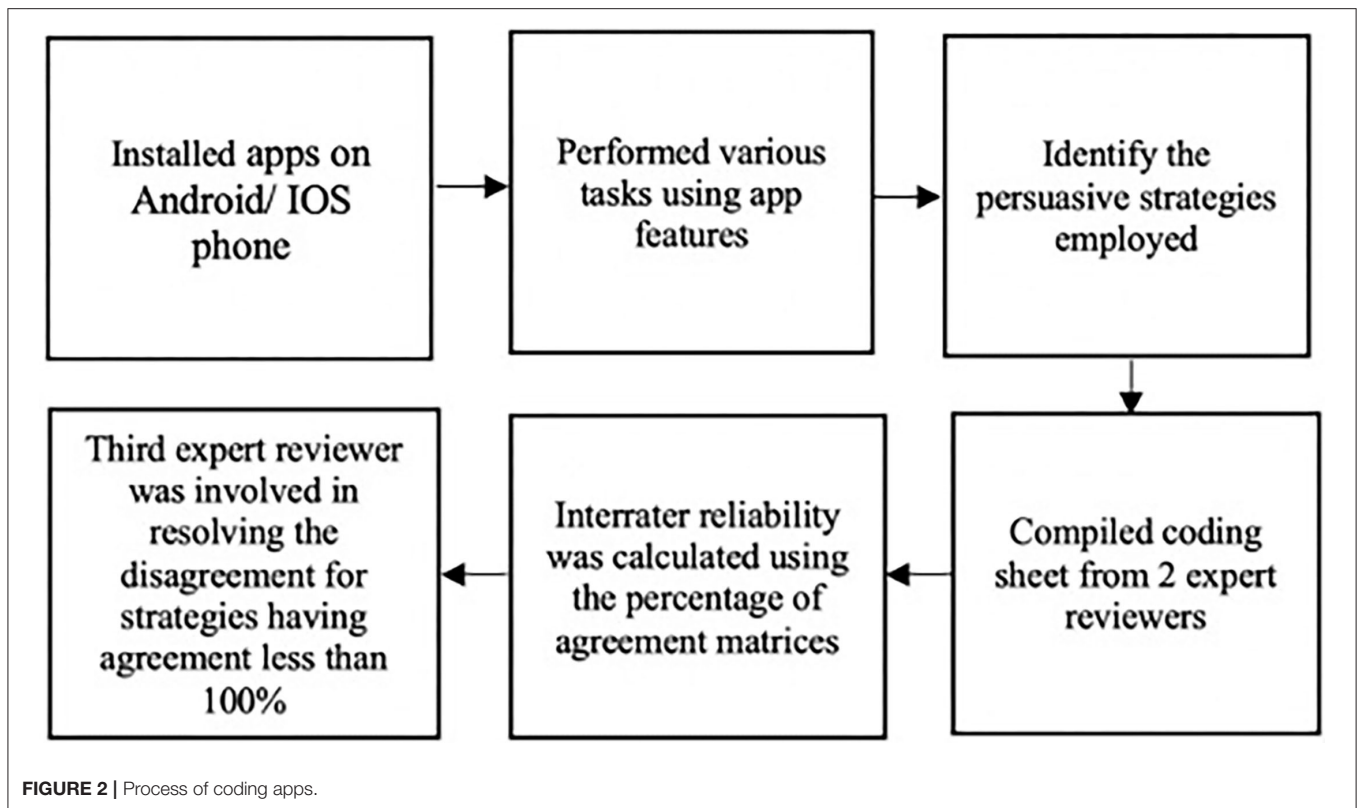 Installed apps on
Android/ IOS
phone
Performed various
tasks using app
features
Identify the
persuasive strategies
employed
Compiled coding
sheet from 2 expert
reviewers
Interrater reliability
was calculated using
the percentage of
agreement matrices
Third expert reviewer
was involved in
resolving the
disagreement for
strategies having
agreement less than
100%
FIGURE 2 | Process of coding apps.